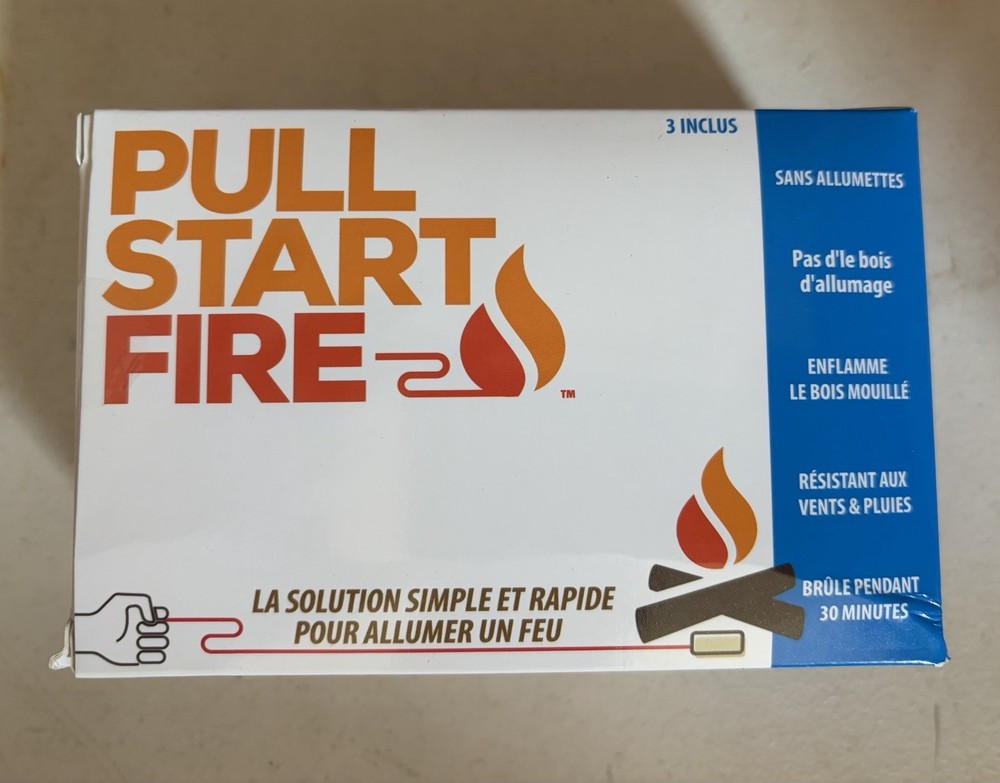 PULL
START
FIRE
TM
3 INCLUS
SANS ALLUMETTES
Pas d'le bois
d'allumage
ENFLAMME
LE BOIS MOUILLÉ
RÉSISTANT AUX
VENTS & PLUIES
BRÛLE PENDANT
30 MINUTES
LA SOLUTION SIMPLE ET RAPIDE
POUR ALLUMER UN FEU